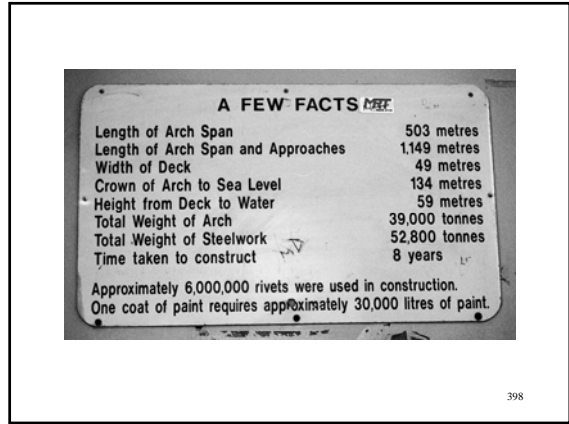 A FEW FACTS
Length of Arch Span 503 metres
Length of Arch Span and Approaches 1,149 metres
Width of Deck 49 metres
Crown of Arch to Sea Level 134 metres
Height from Deck to Water 59 metres
Total Weight of Arch 39,000 tonnes
Total Weight of Steelwork 52,800 tonnes
Time taken to construct 8 years
Approximately 6,000,000 rivets were used in construction.
One coat of paint requires approximately 30,000 litres of paint.
398